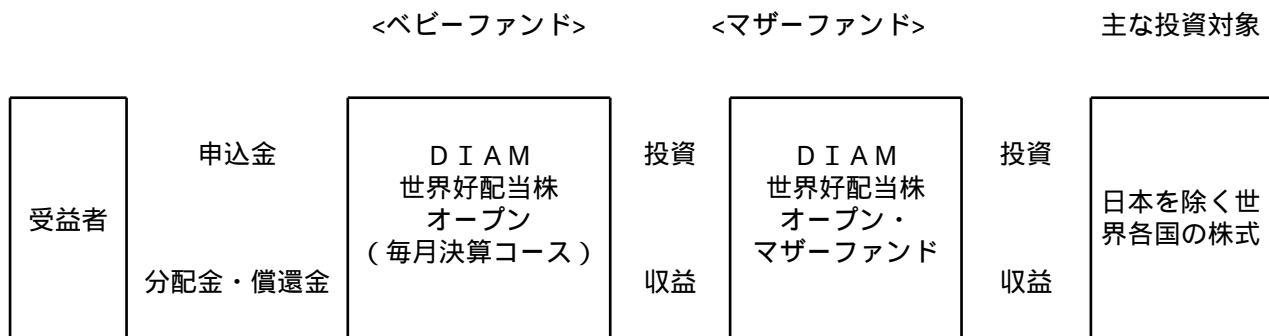 <ベビーファンド>
<マザーファンド>
主な投資対象
受益者
申込金
分配金・償還金
ＤＩＡＭ
世界好配当株
オープン
（毎月決算コース）
投資
収益
ＤＩＡＭ
世界好配当株
オープン・
マザーファンド
投資
収益
日本を除く世
界各国の株式